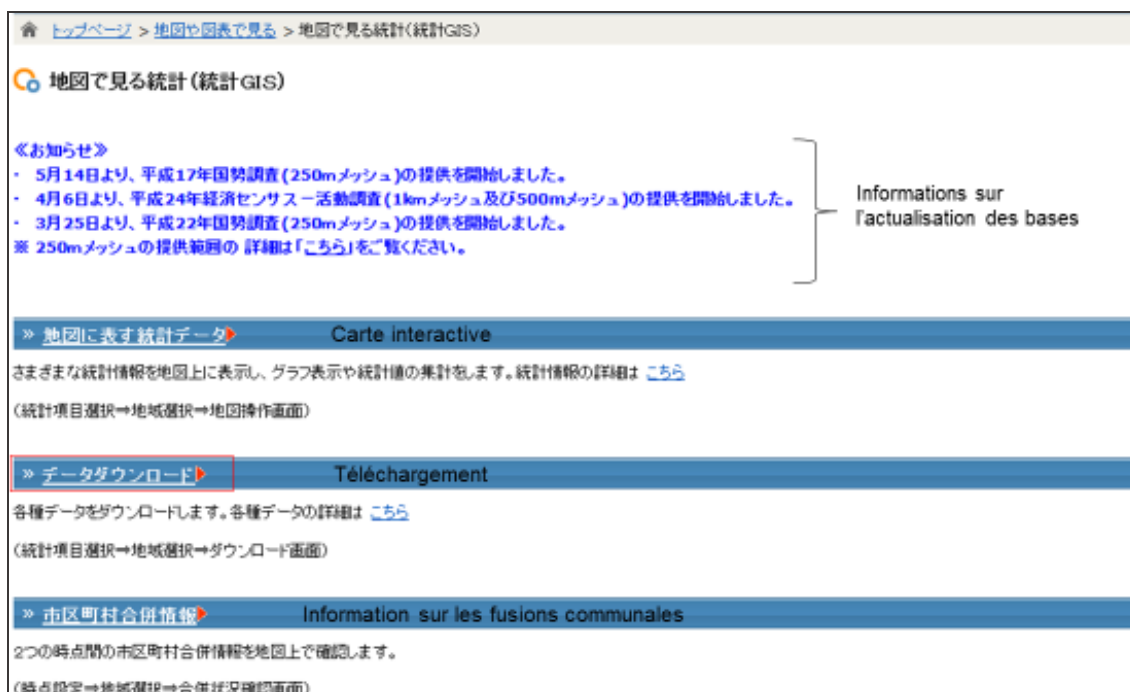 トップページ > 地図や図表で見る > 地図で見る統計(統計GIS)
地図で見る統計(統計GIS)
≪お知らせ≫
・ 5月14日より、平成17年国勢調査(250mメッシュ)の提供を開始しました。
・ 4月6日より、平成24年経済センサス－活動調査(1kmメッシュ及び500mメッシュ)の提供を開始しました。
・ 3月25日より、平成22年国勢調査(250mメッシュ)の提供を開始しました。
※ 250mメッシュの提供範囲の 詳細は「こちら」をご覧ください。
Informations sur
l'actualisation des bases
» 地図に表す統計データ Carte interactive
さまざまな統計情報を地図上に表示し、グラフ表示や統計値の集計をします。統計情報の詳細は こちら
(統計項目選択⇒地域選択⇒地図操作画面)
» データダウンロード Téléchargement
各種データをダウンロードします。各種データの詳細は こちら
(統計項目選択⇒地域選択⇒ダウンロード画面)
» 市区町村合併情報 Information sur les fusions communales
2つの時点間の市区町村合併情報を地図上で確認します。
(時点設定⇒地域選択⇒合併状況確認画面)